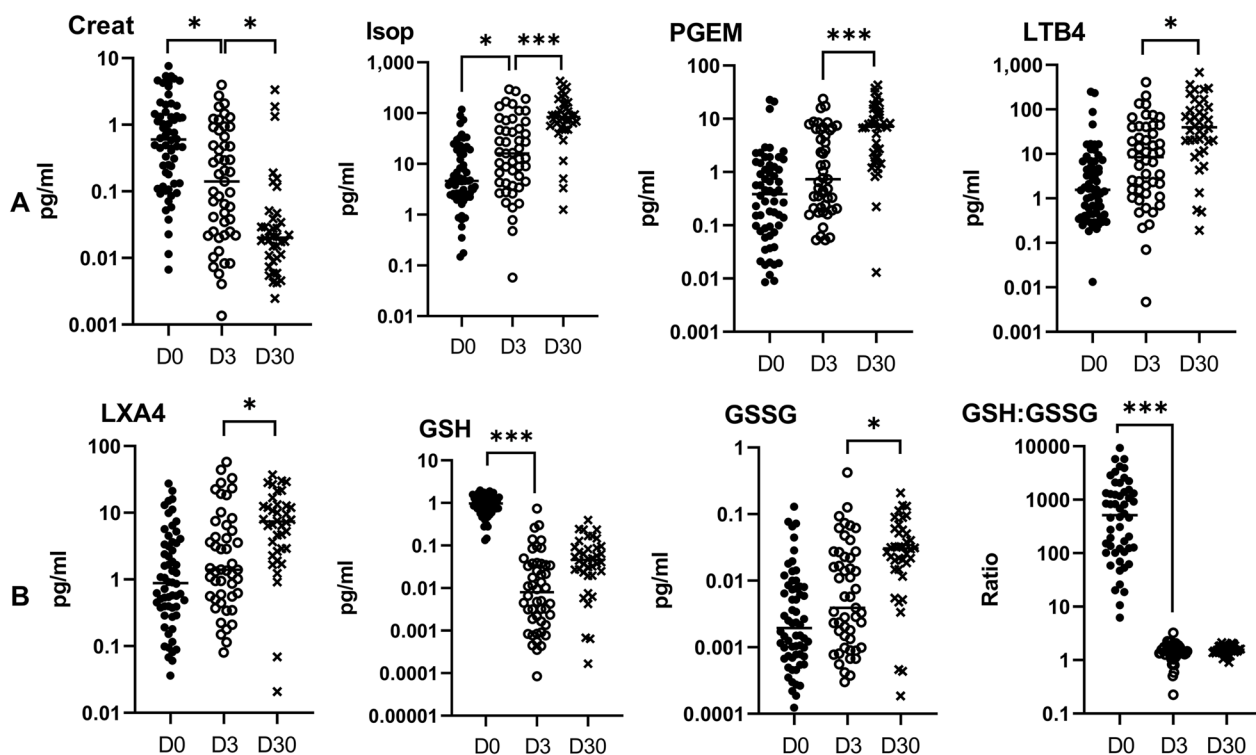 Creat
* *
10
1
0.1
0.01
0.001
pg/ml
D0 D3 D30
Isop
* ***
1,000
100
10
1
0.1
0.01
pg/ml
D0 D3 D30
PGEM
***
100
10
1
0.1
0.01
0.001
pg/ml
D0 D3 D30
LTB4
*
1,000
100
10
1
0.1
0.01
0.001
pg/ml
D0 D3 D30
A
LXA4
*
100
10
1
0.1
0.01
pg/ml
D0 D3 D30
GSH
***
10
1
0.1
0.01
0.001
0.0001
0.00001
pg/ml
D0 D3 D30
GSSG
*
1
0.1
0.01
0.001
0.0001
pg/ml
D0 D3 D30
GSH:GSSG
***
10000
1000
100
10
1
0.1
Ratio
D0 D3 D30
B